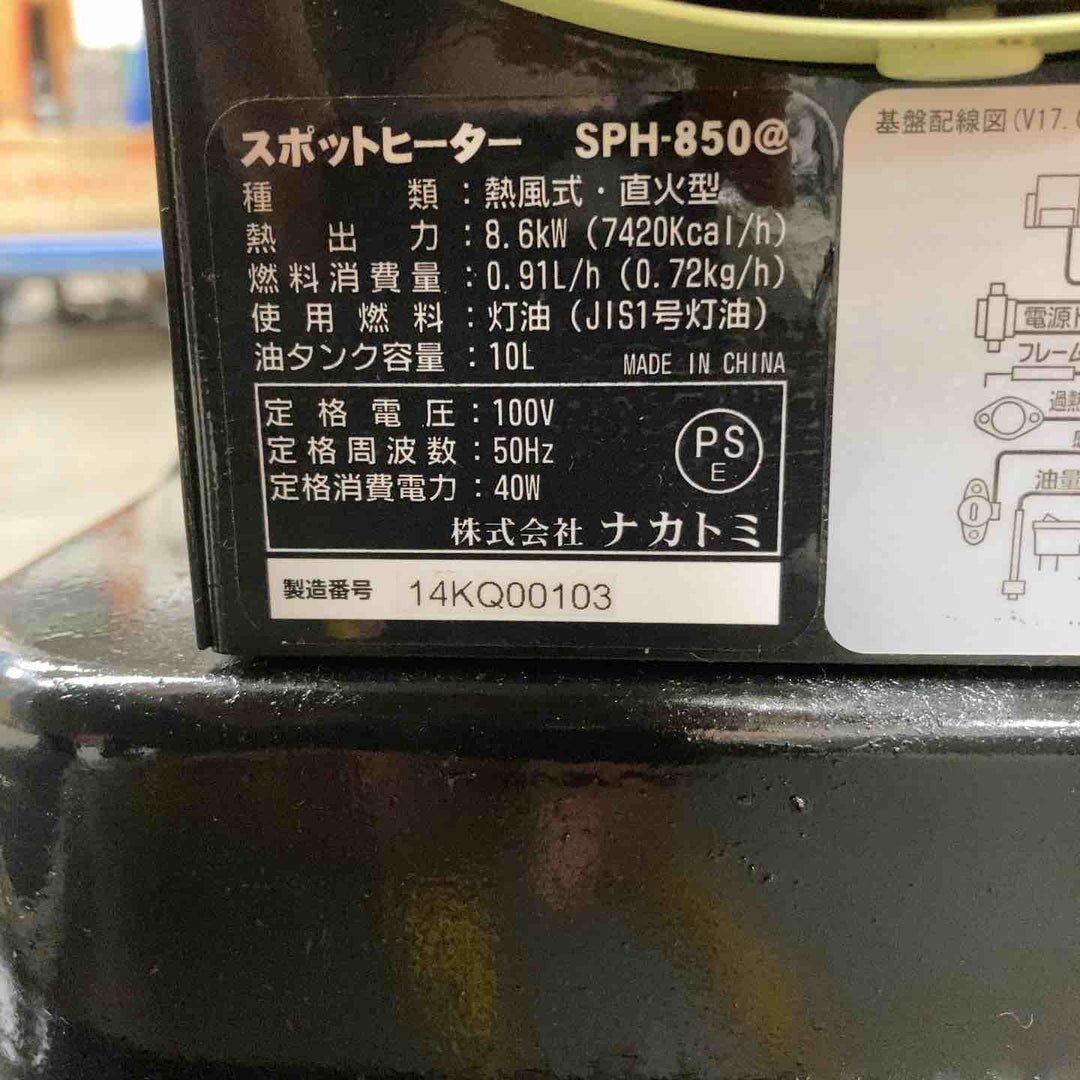 スポットヒーター SPH-850@
種類：熱風式・直火型
熱出力：8.6kW (7420Kcal/h)
燃料消費量：0.91L/h (0.72kg/h)
使用燃料：灯油 (JIS1号灯油)
油タンク容量：10L MADE IN CHINA
定格電圧：100V
定格周波数：50Hz
定格消費電力：40W
PS
E
株式会社 ナカトミ
製造番号 14KQ00103
基盤配線図(V17.
電源
フレーム
過熱
油量